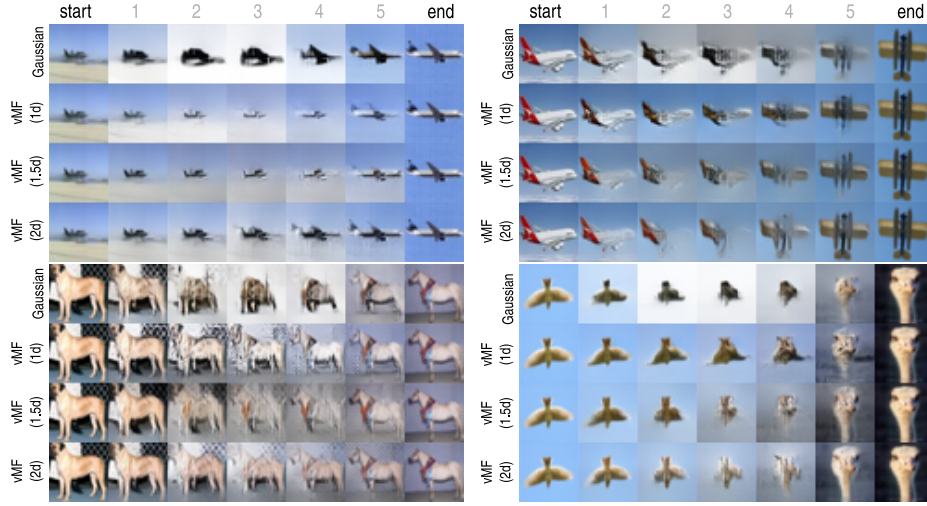 start 1 2 3 4 5 end
start 1 2 3 4 5 end
Gaussian
vMF
(1d)
vMF
(1.5d)
vMF
(2d)
Gaussian
vMF
(1d)
vMF
(1.5d)
vMF
(2d)
Gaussian
vMF
(1d)
vMF
(1.5d)
vMF
(2d)
Gaussian
vMF
(1d)
vMF
(1.5d)
vMF
(2d)